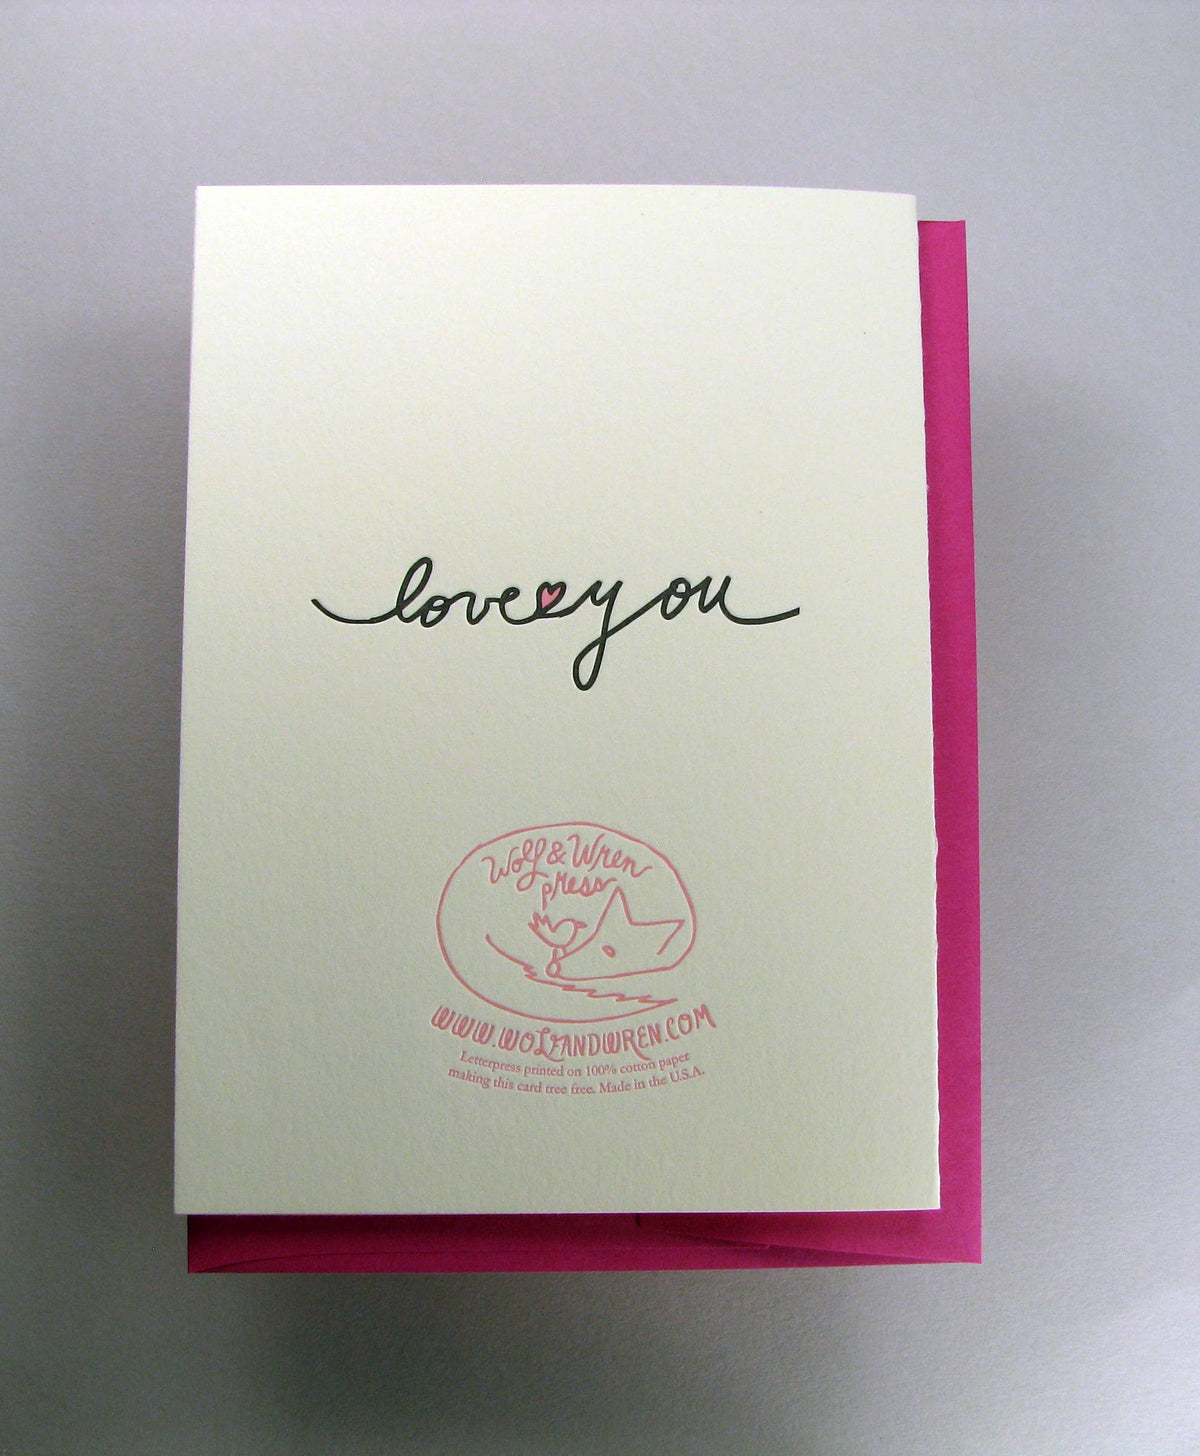 love you
Wolf & Wren
press
WWW.WOLFANDWREN.COM
Letterpress printed on 100% cotton paper
making this card tree free. Made in the U.S.A.